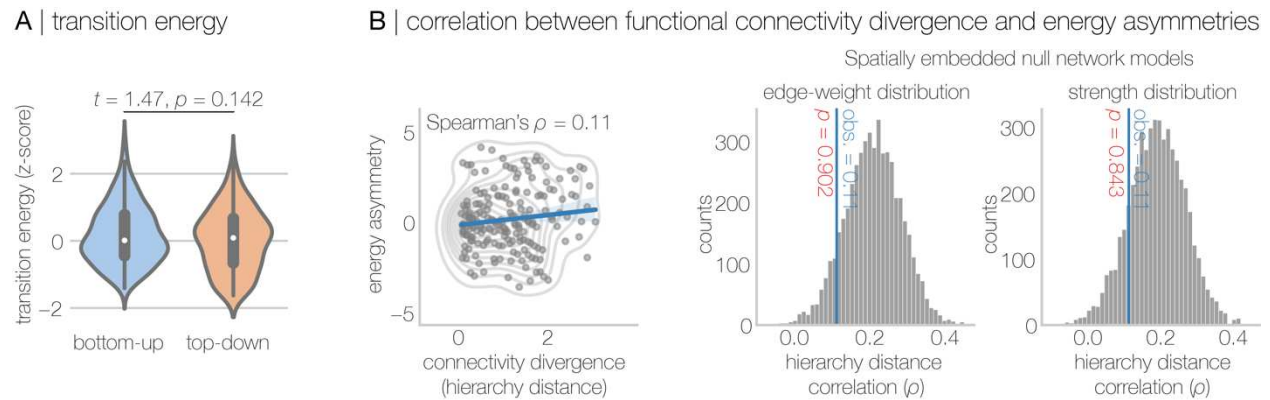 A | transition energy
t = 1.47, p = 0.142
transition energy (z-score)
2
0
−2
bottom-up
top-down
B | correlation between functional connectivity divergence and energy asymmetries
Spearman's ρ = 0.11
energy asymmetry
5
0
−5
0
2
connectivity divergence
(hierarchy distance)
Spatially embedded null network models
edge-weight distribution
p = 0.902
obs. = 0.11
counts
300
200
100
0
0.0
0.2
0.4
hierarchy distance
correlation (ρ)
strength distribution
p = 0.843
obs. = 0.11
counts
300
200
100
0
0.0
0.2
0.4
hierarchy distance
correlation (ρ)